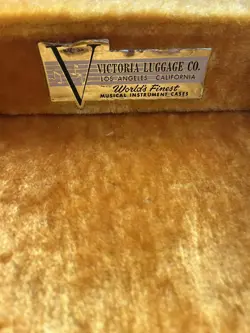 V
VICTORIA LUGGAGE CO.
LOS ANGELES CALIFORNIA
World's Finest
MUSICAL INSTRUMENT CASES